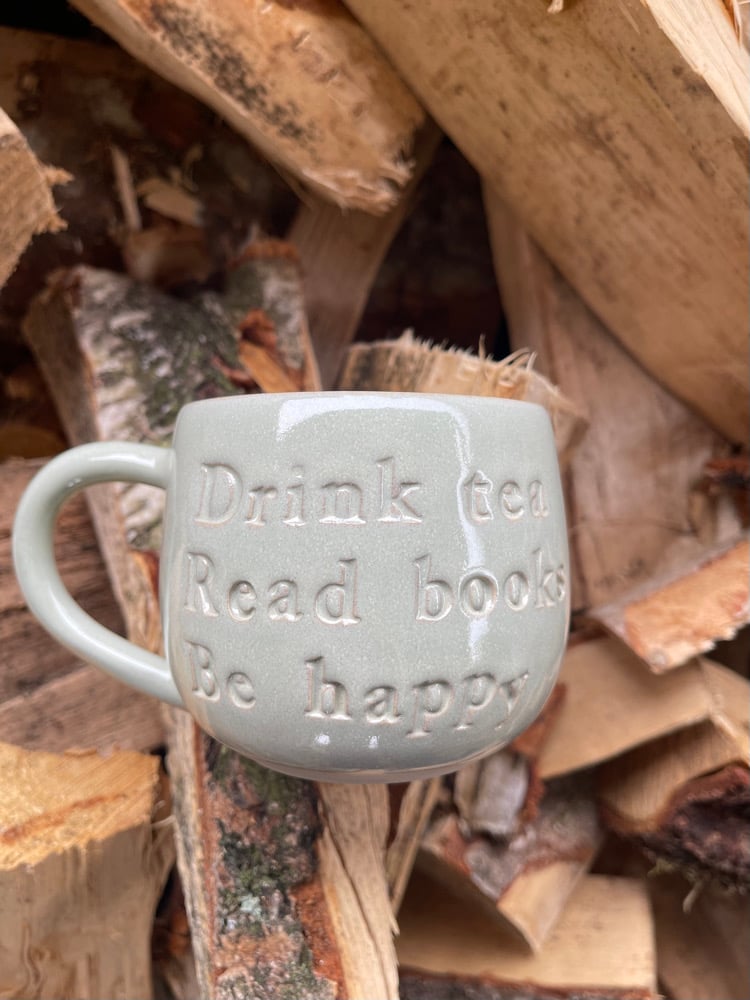 Drink tea
Read books
Be happy